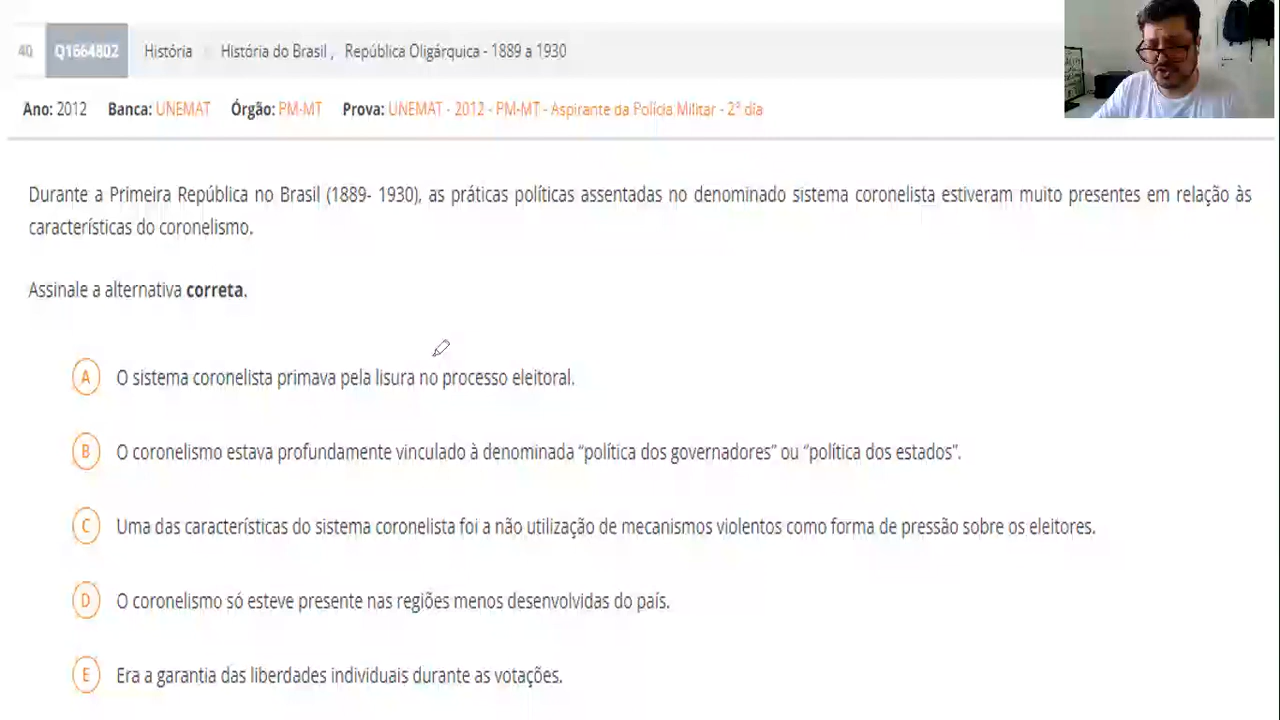 40 Q1664802 História História do Brasil , República Oligárquica - 1889 a 1930
Ano: 2012 Banca: UNEMAT Órgão: PM-MT Prova: UNEMAT - 2012 - PM-MT - Aspirante da Polícia Militar - 2º dia
Durante a Primeira República no Brasil (1889- 1930), as práticas políticas assentadas no denominado sistema coronelista estiveram muito presentes em relação às
características do coronelismo.
Assinale a alternativa correta.
A O sistema coronelista primava pela lisura no processo eleitoral.
B O coronelismo estava profundamente vinculado à denominada “política dos governadores” ou “política dos estados”.
C Uma das características do sistema coronelista foi a não utilização de mecanismos violentos como forma de pressão sobre os eleitores.
D O coronelismo só esteve presente nas regiões menos desenvolvidas do país.
E Era a garantia das liberdades individuais durante as votações.